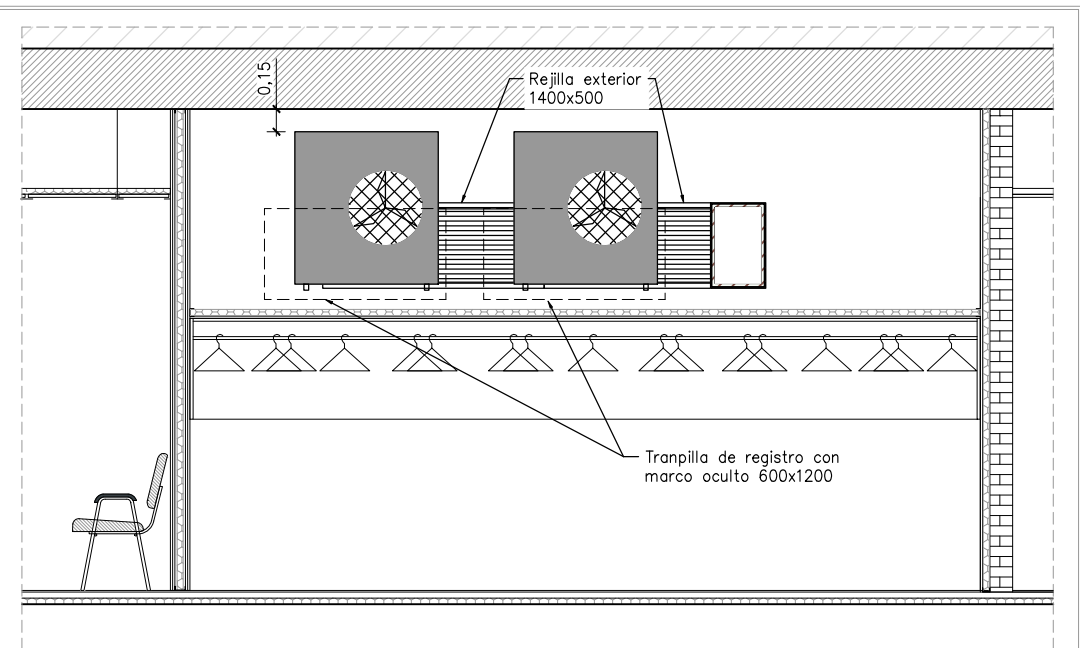 0,15
Rejilla exterior
1400x500
Tranpilla de registro con
marco oculto 600x1200